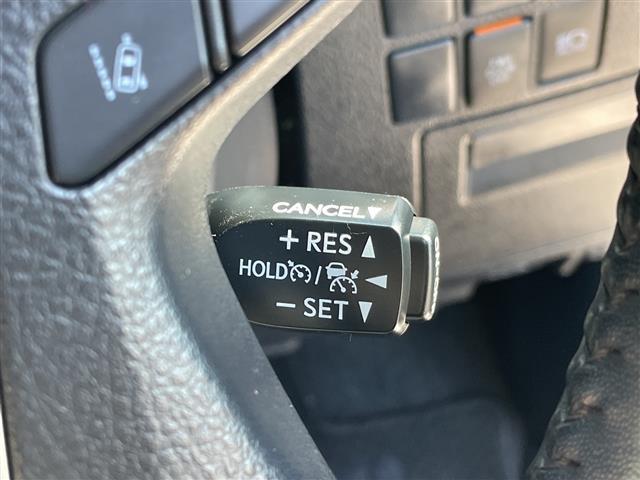 CANCEL▼
+ RES ▲
HOLD / ◀
− SET ▼